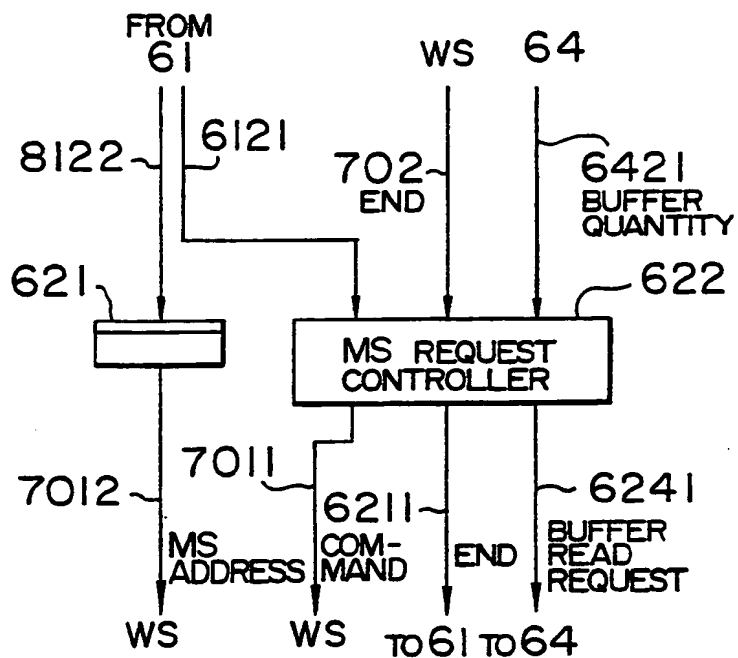 FROM
61
WS
64
8122
6121
702
END
6421
BUFFER
QUANTITY
621
622
MS REQUEST
CONTROLLER
7012
MS
ADDRESS
7011
COM-
MAND
6211
END
6241
BUFFER
READ
REQUEST
WS
WS
TO 61
TO 64